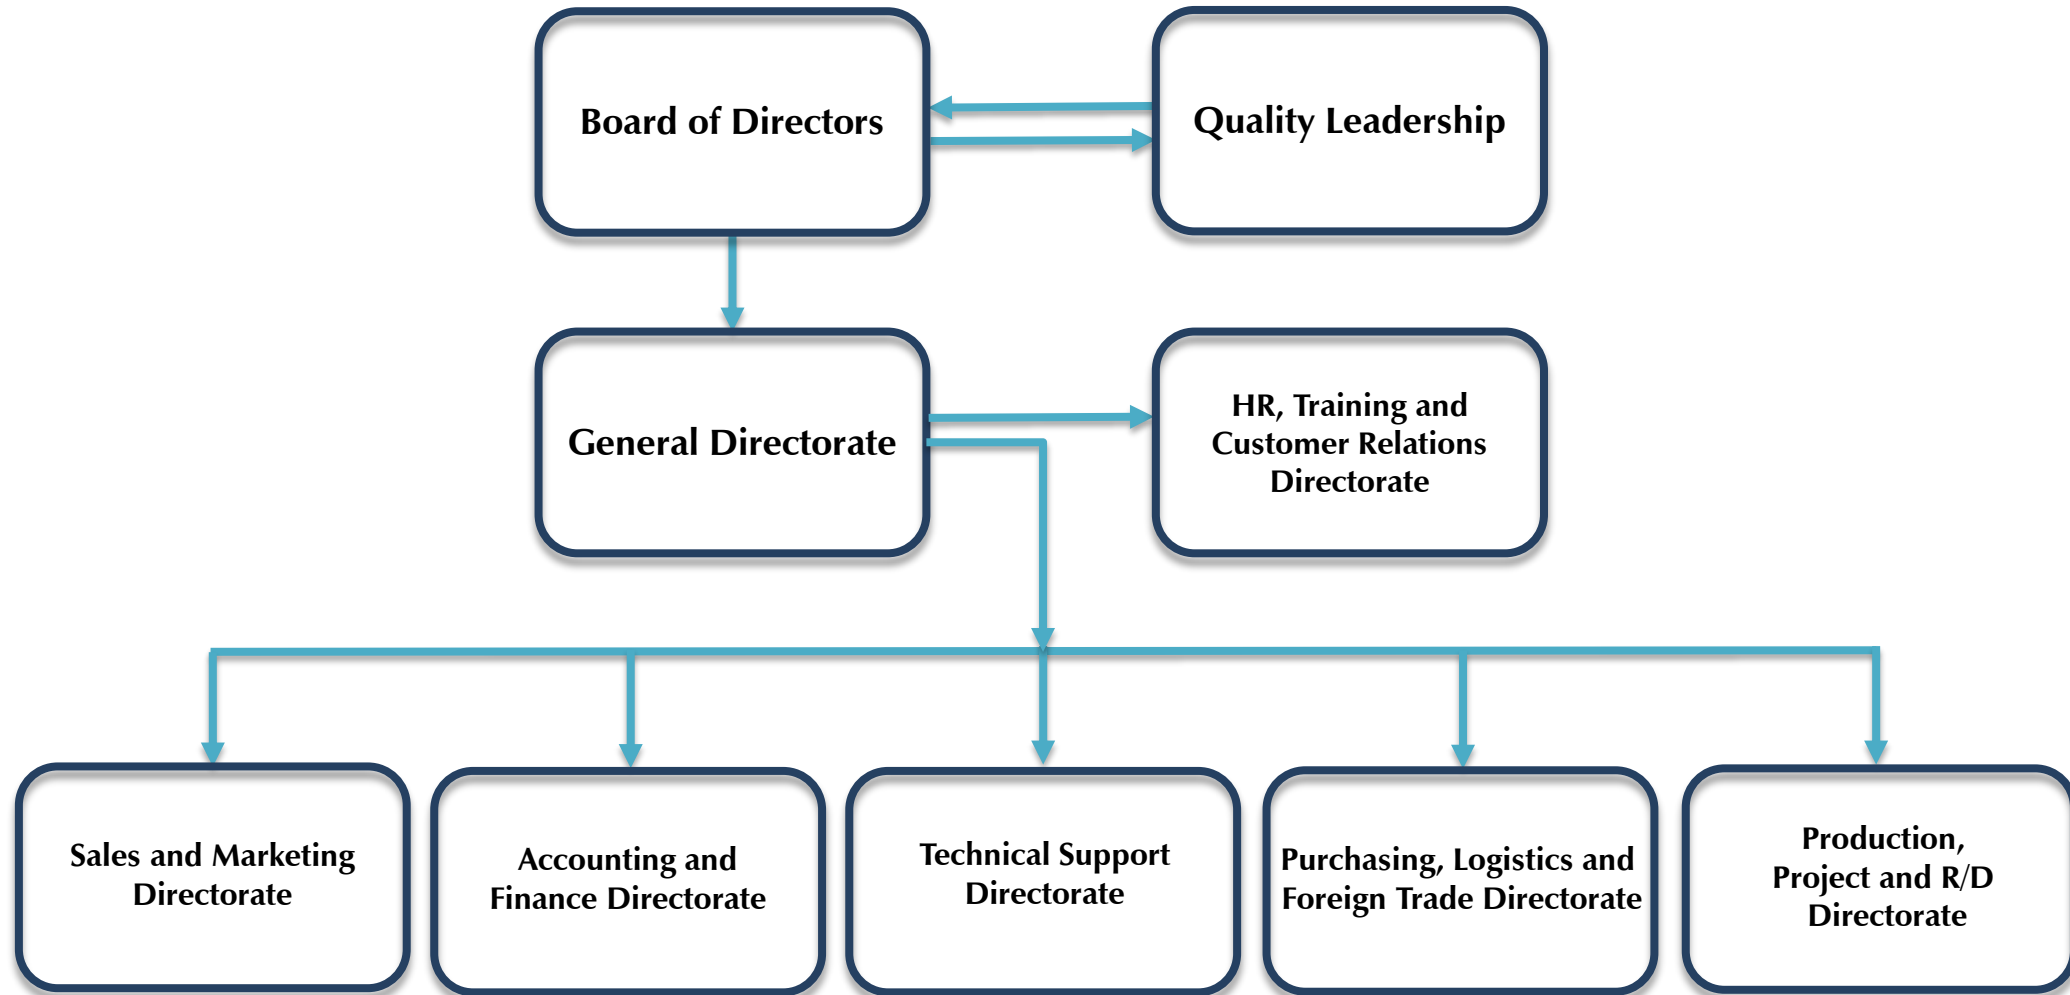 Board of Directors
Quality Leadership
General Directorate
HR, Training and
Customer Relations
Directorate
Sales and Marketing
Directorate
Accounting and
Finance Directorate
Technical Support
Directorate
Purchasing, Logistics and
Foreign Trade Directorate
Production,
Project and R/D
Directorate